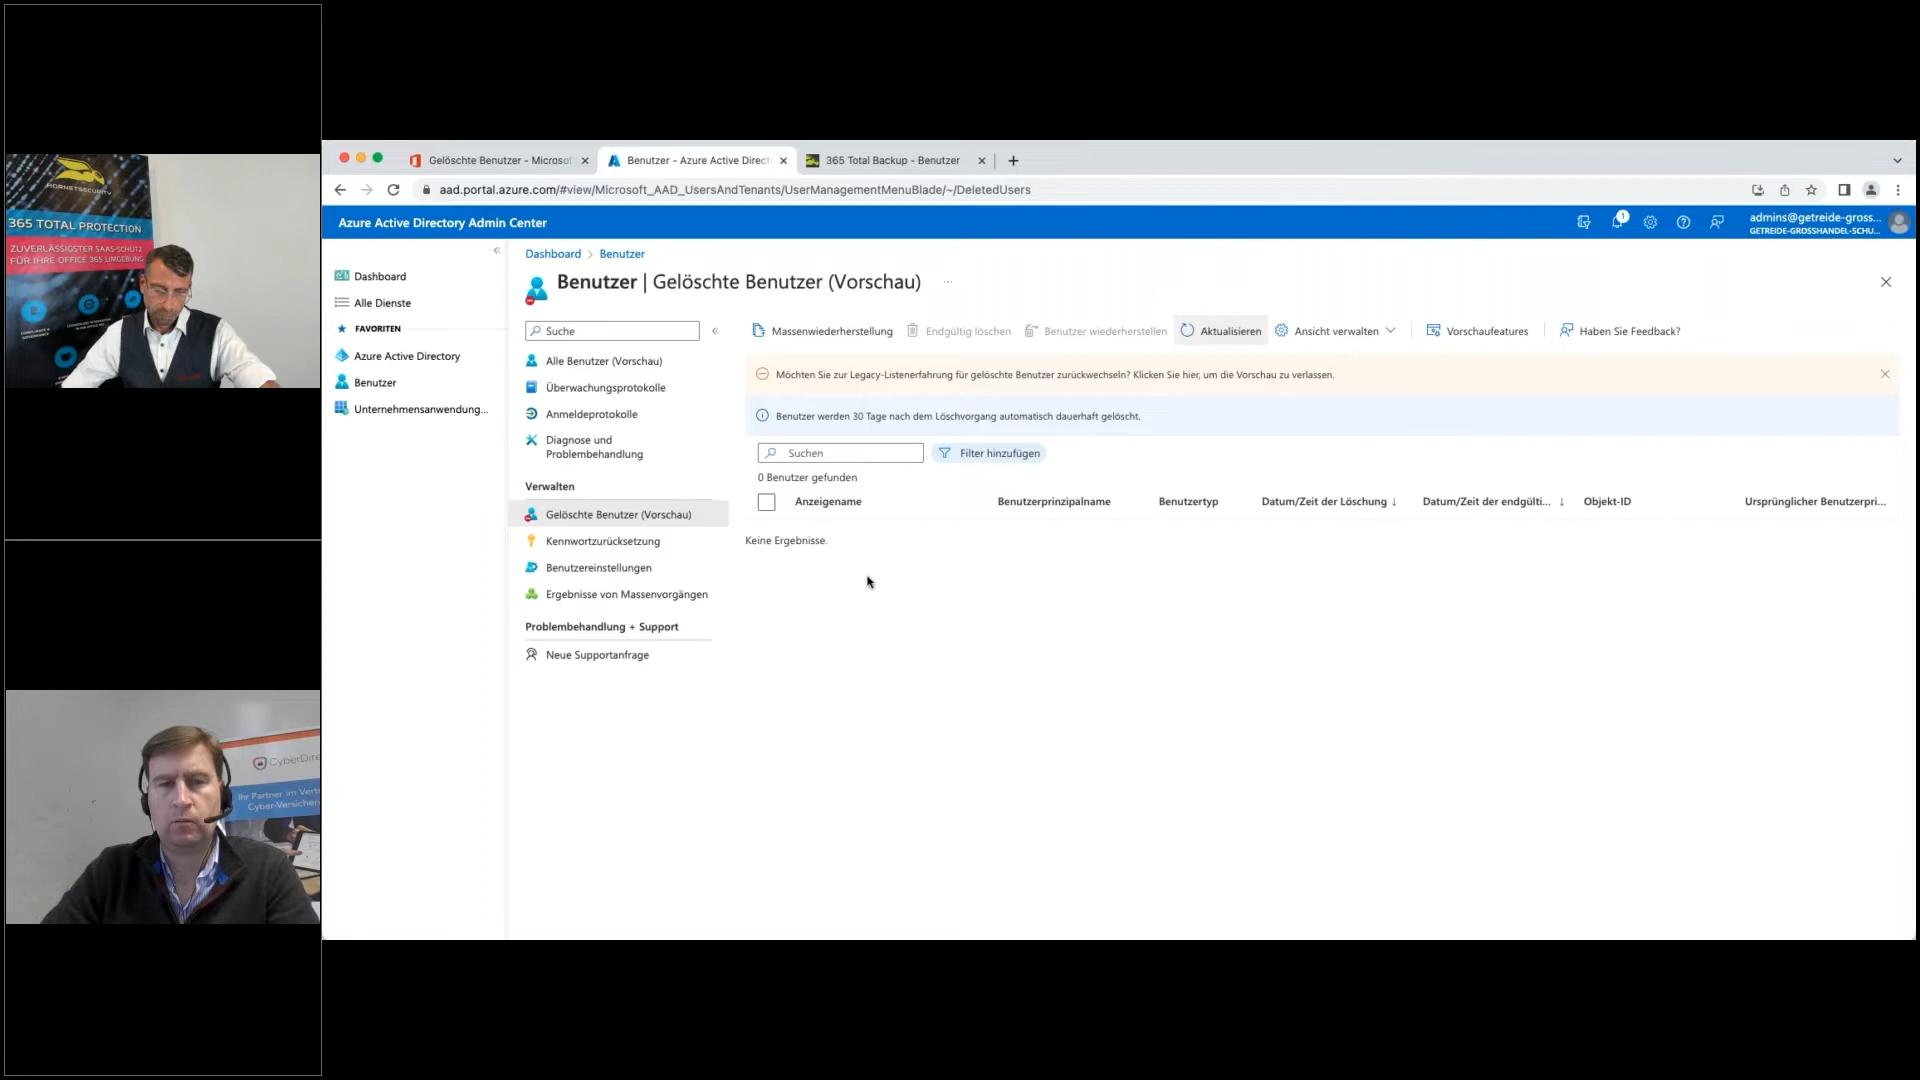 HORNETSECURITY
365 TOTAL PROTECTION
ZUVERLÄSSIGSTER SAAS-SCHUTZ
FÜR IHRE OFFICE 365 UMGEBUNG
CyberDire
Ihr Partner im Vertr
Cyber-Versicher
Gelöschte Benutzer - Microsof
Benutzer - Azure Active Direct
365 Total Backup - Benutzer
aad.portal.azure.com/#view/Microsoft_AAD_UsersAndTenants/UserManagementMenuBlade/~/DeletedUsers
Azure Active Directory Admin Center
1
admins@getreide-gross...
GETREIDE-GROSSHANDEL-SCHU...
Dashboard
Alle Dienste
FAVORITEN
Azure Active Directory
Benutzer
Unternehmensanwendung...
Dashboard > Benutzer
Benutzer | Gelöschte Benutzer (Vorschau) ...
Suche
Alle Benutzer (Vorschau)
Überwachungsprotokolle
Anmeldeprotokolle
Diagnose und
Problembehandlung
Verwalten
Gelöschte Benutzer (Vorschau)
Kennwortzurücksetzung
Benutzereinstellungen
Ergebnisse von Massenvorgängen
Problembehandlung + Support
Neue Supportanfrage
Massenwiederherstellung Endgültig löschen Benutzer wiederherstellen Aktualisieren Ansicht verwalten Vorschaufeatures Haben Sie Feedback?
Möchten Sie zur Legacy-Listenerfahrung für gelöschte Benutzer zurückwechseln? Klicken Sie hier, um die Vorschau zu verlassen.
Benutzer werden 30 Tage nach dem Löschvorgang automatisch dauerhaft gelöscht.
Suchen Filter hinzufügen
0 Benutzer gefunden
Anzeigename Benutzerprinzipalname Benutzertyp Datum/Zeit der Löschung ↓ Datum/Zeit der endgülti... ↓ Objekt-ID Ursprünglicher Benutzerpri...
Keine Ergebnisse.